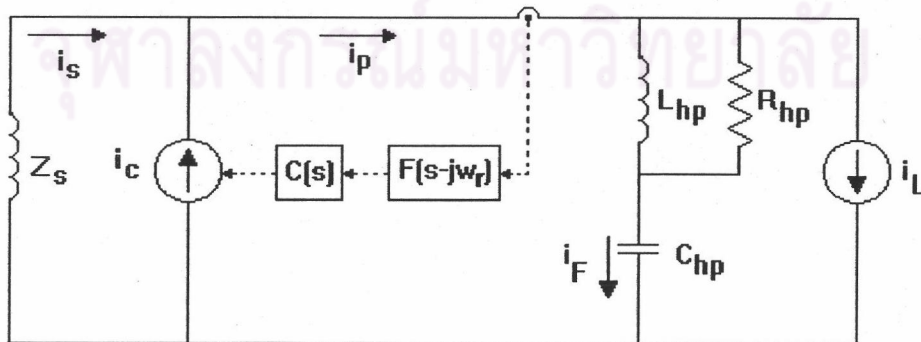 จุฬาลงกรณ์มหาวิทยาลัย
i_s
i_p
L_hp
R_hp
Z_s
i_c
C(s)
F(s-jw_r)
i_L
i_F
C_hp